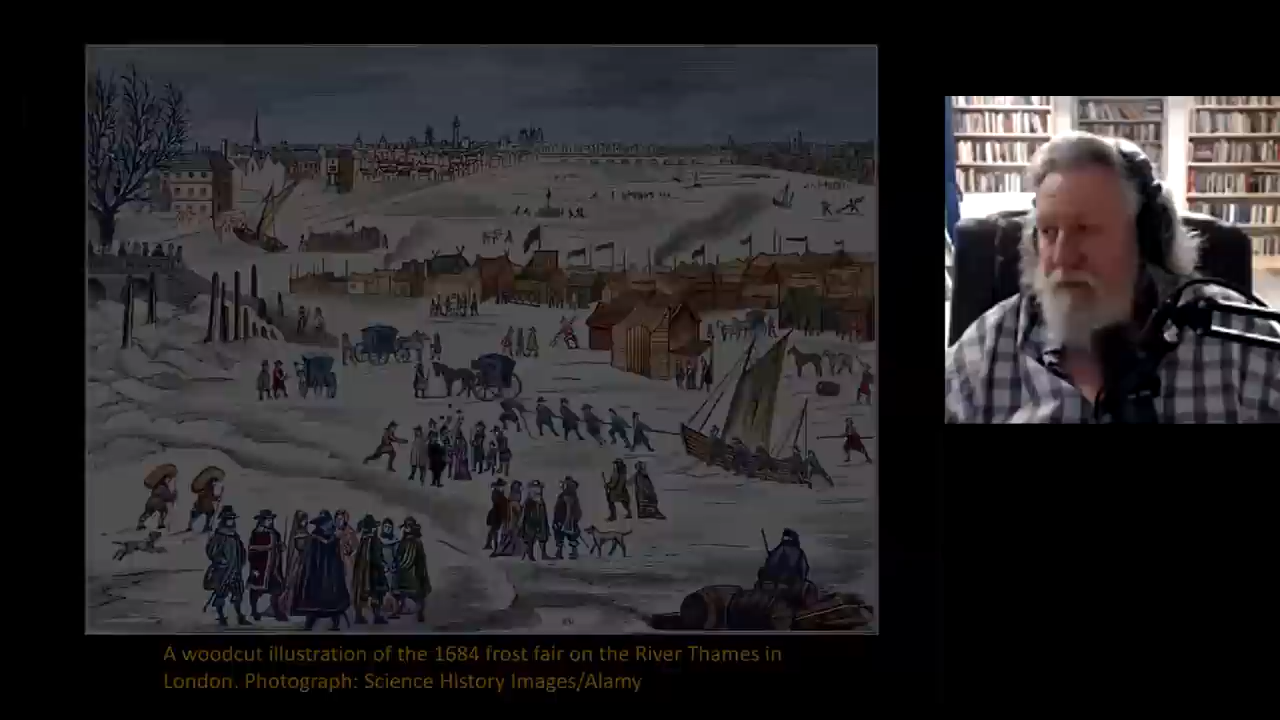 A woodcut illustration of the 1684 frost fair on the River Thames in
London. Photograph: Science History Images/Alamy